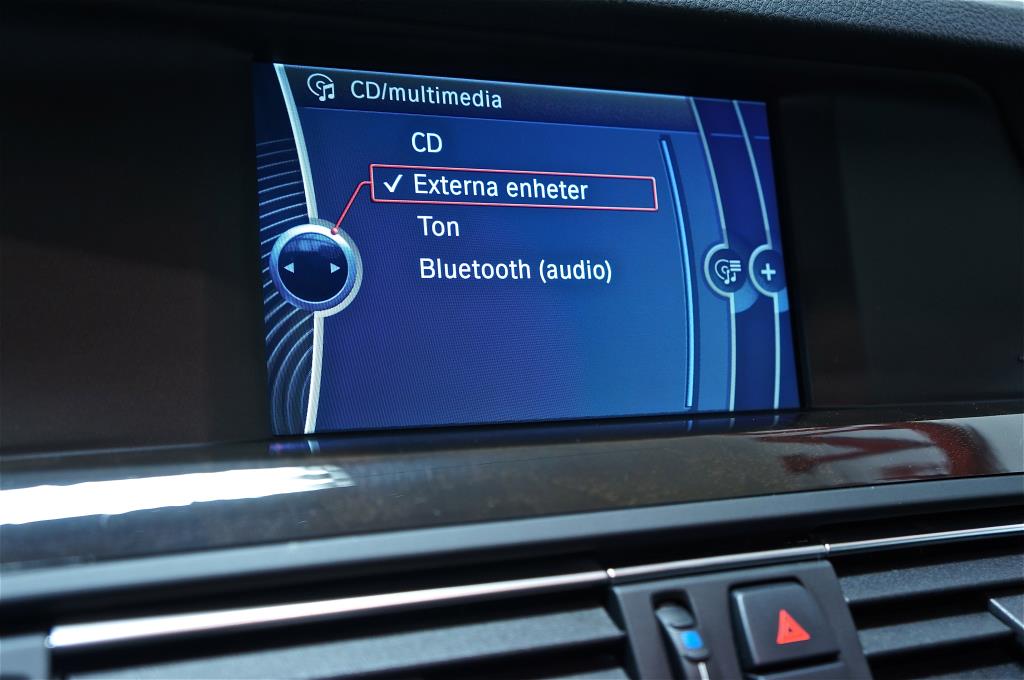 CD/multimedia
CD
✓ Externa enheter
Ton
Bluetooth (audio)